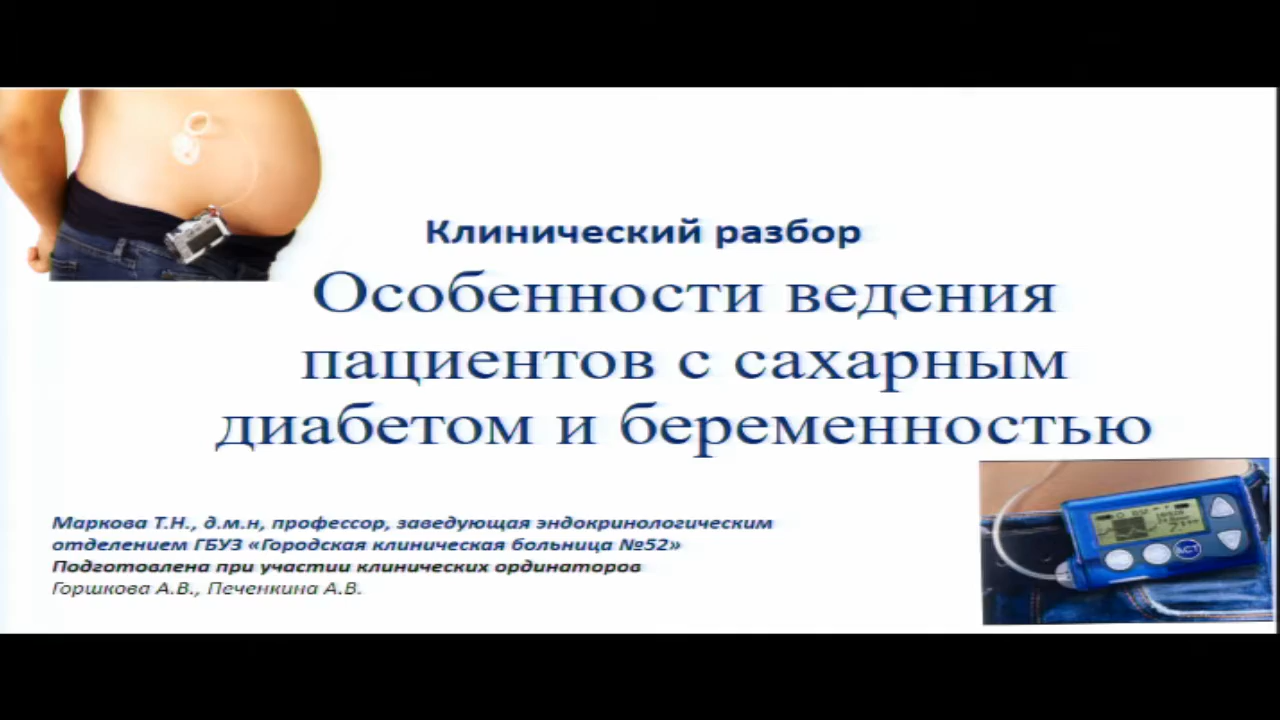 Клинический разбор
Особенности ведения
пациентов с сахарным
диабетом и беременностью
Маркова Т.Н., д.м.н, профессор, заведующая эндокринологическим
отделением ГБУЗ «Городская клиническая больница №52»
Подготовлена при участии клинических ординаторов
Горшкова А.В., Печенкина А.В.
ACT